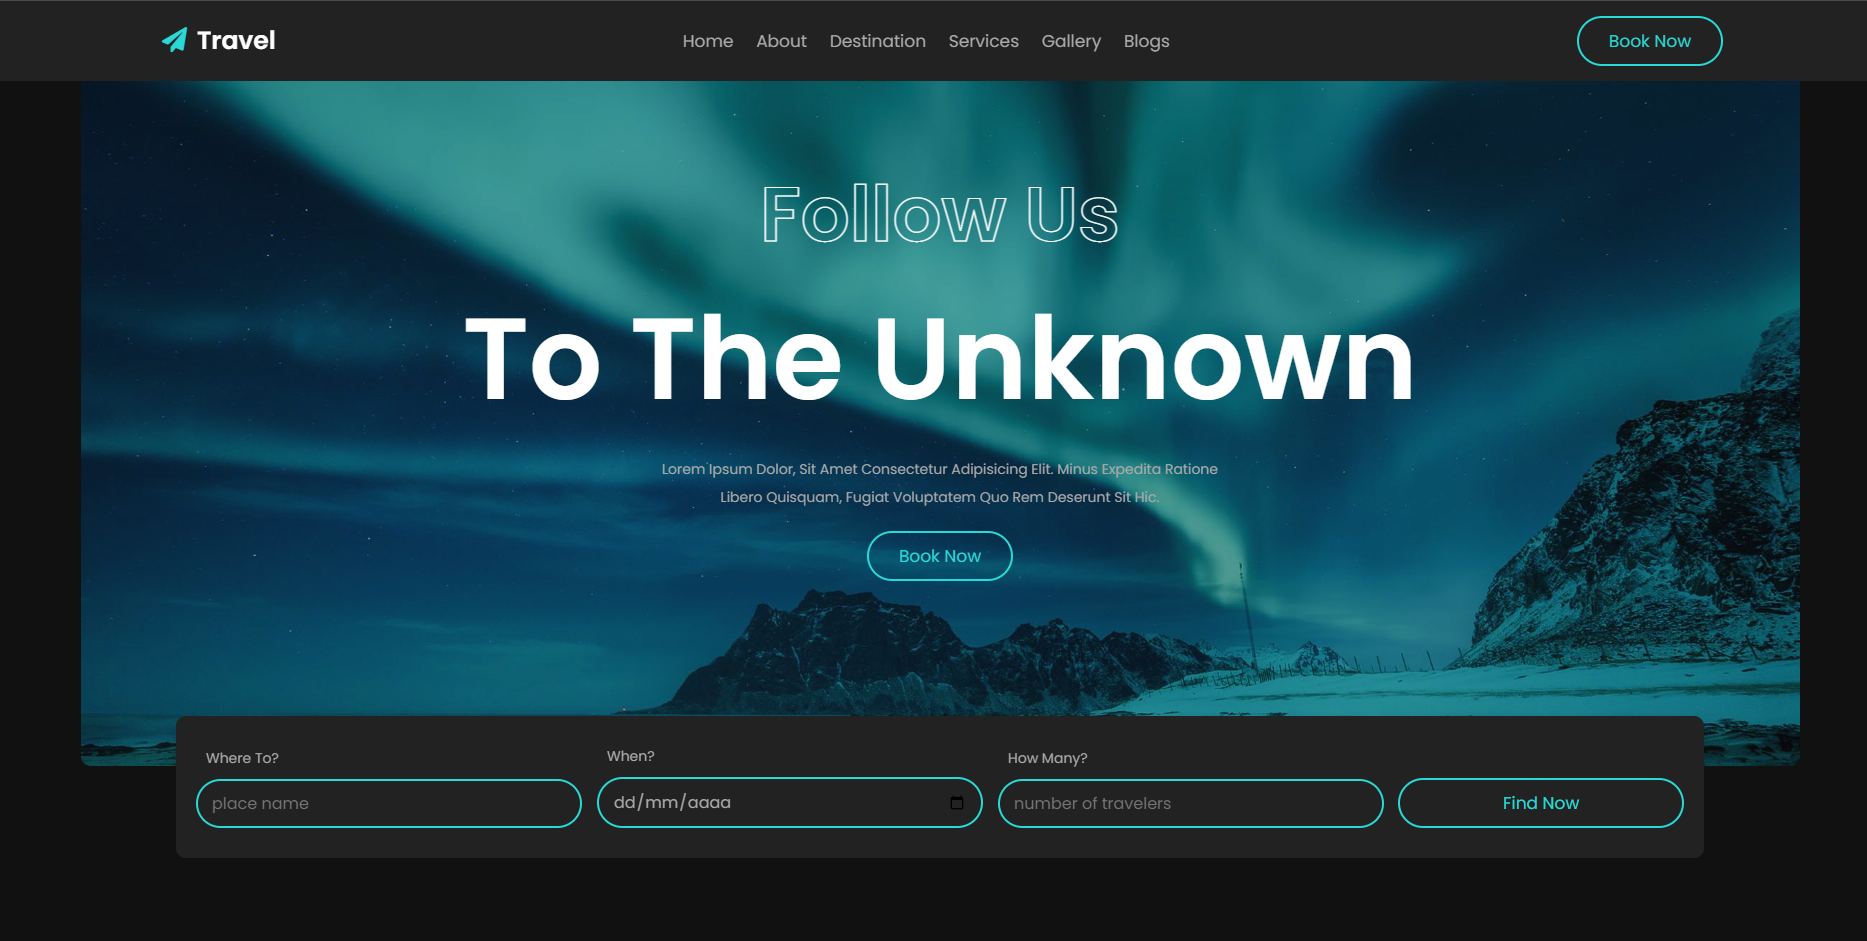 Travel
Home About Destination Services Gallery Blogs
Book Now
Follow Us
To The Unknown
Lorem Ipsum Dolor, Sit Amet Consectetur Adipisicing Elit. Minus Expedita Ratione
Libero Quisquam, Fugiat Voluptatem Quo Rem Deserunt Sit Hic.
Book Now
Where To?
place name
When?
dd/mm/aaaa
How Many?
number of travelers
Find Now